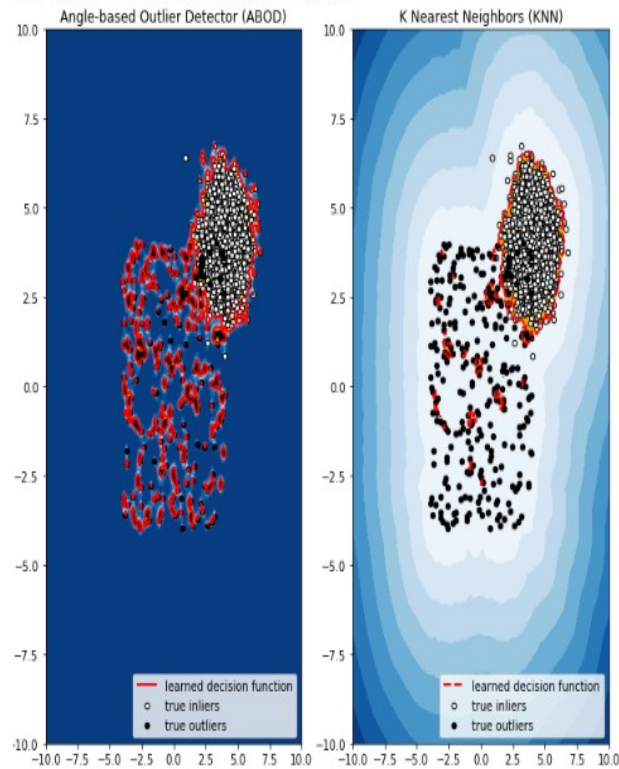 Angle-based Outlier Detector (ABOD)
10.0
7.5
5.0
2.5
0.0
−2.5
−5.0
−7.5
−10.0
learned decision function
true inliers
true outliers
−10.0 −7.5 −5.0 −2.5 0.0 2.5 5.0 7.5 10.0
K Nearest Neighbors (KNN)
10.0
7.5
5.0
2.5
0.0
−2.5
−5.0
−7.5
−10.0
learned decision function
true inliers
true outliers
−10.0 −7.5 −5.0 −2.5 0.0 2.5 5.0 7.5 10.0